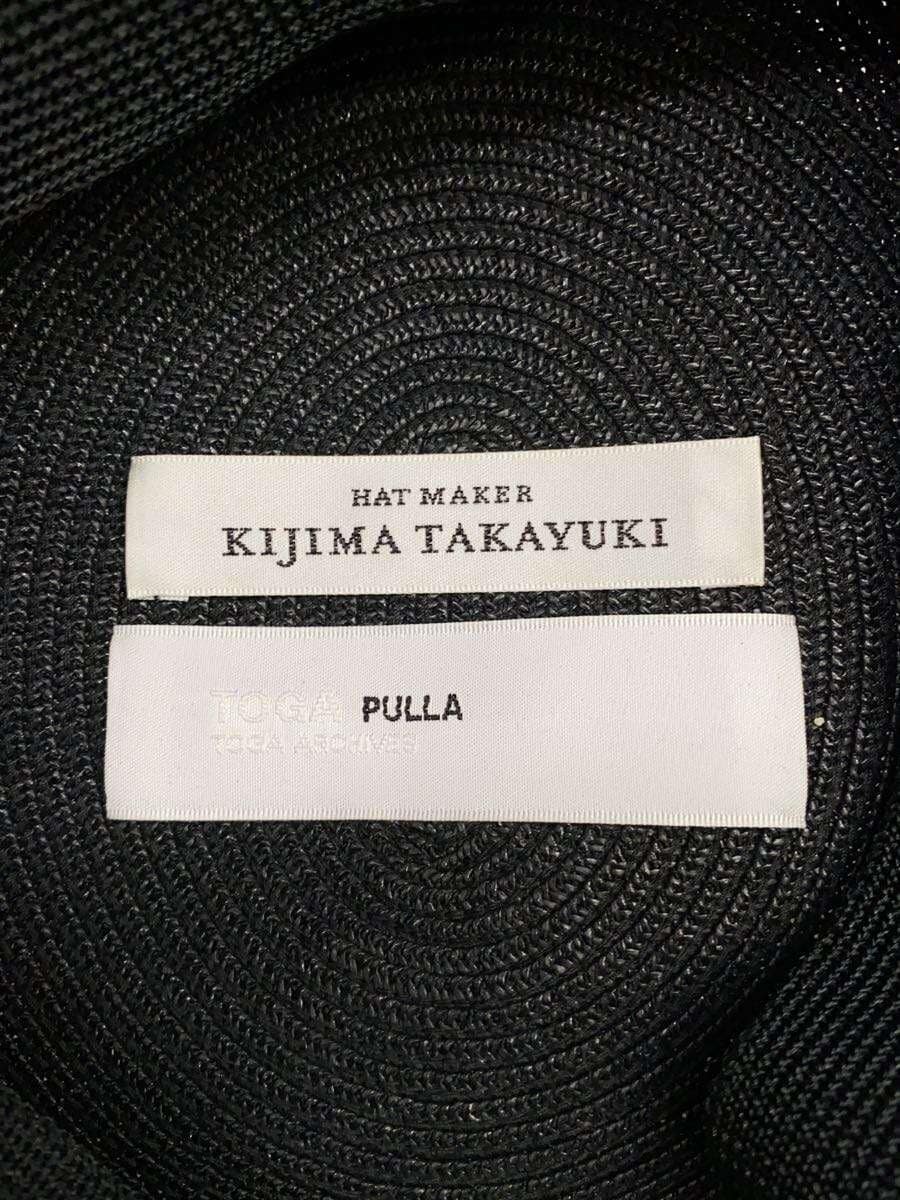 HAT MAKER
KIJIMA TAKAYUKI
TOGA PULLA
TOGA ARCHIVES